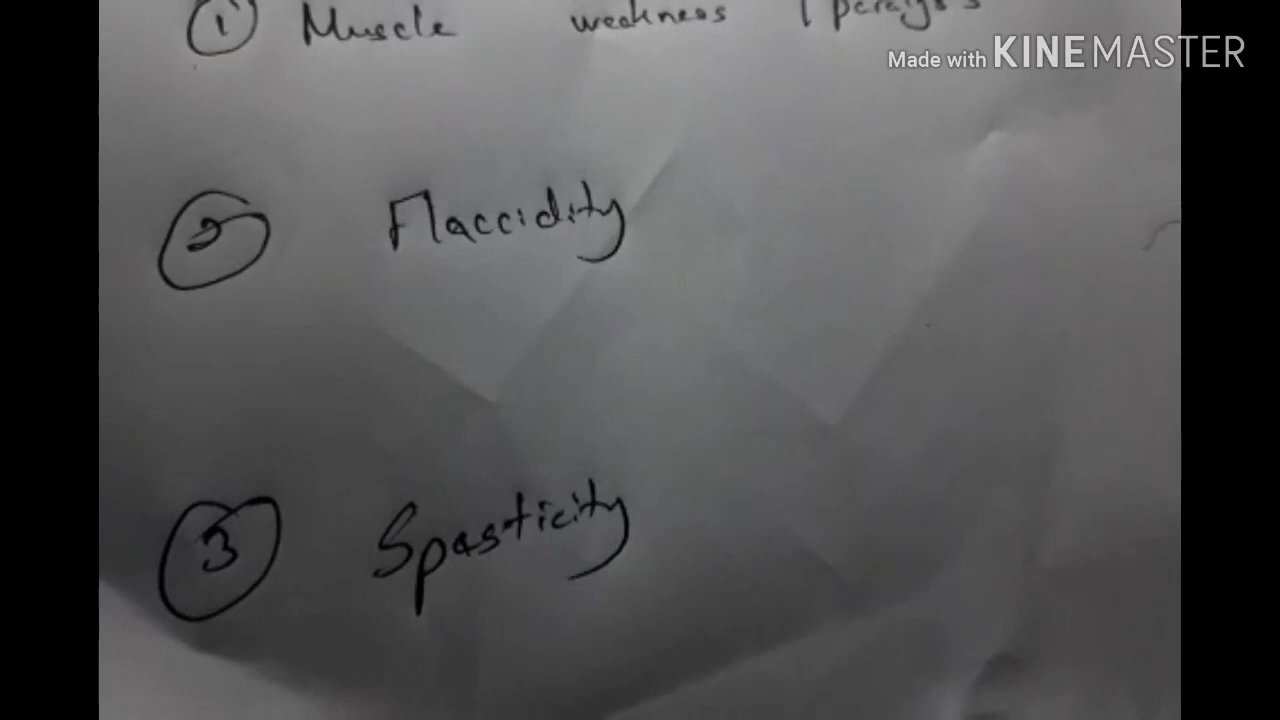 ① Muscle weakness
Made with KINEMASTER
② Flaccidity
③ Spasticity